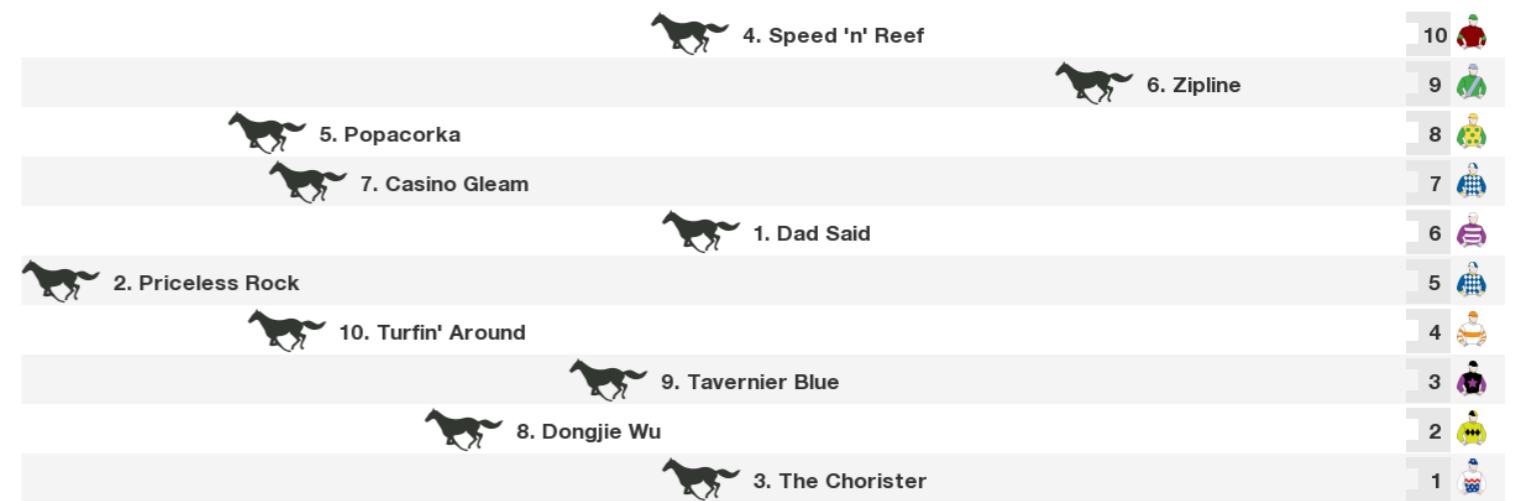 4. Speed 'n' Reef 10
6. Zipline 9
5. Popacorka 8
7. Casino Gleam 7
1. Dad Said 6
2. Priceless Rock 5
10. Turfin' Around 4
9. Tavernier Blue 3
8. Dongjie Wu 2
3. The Chorister 1